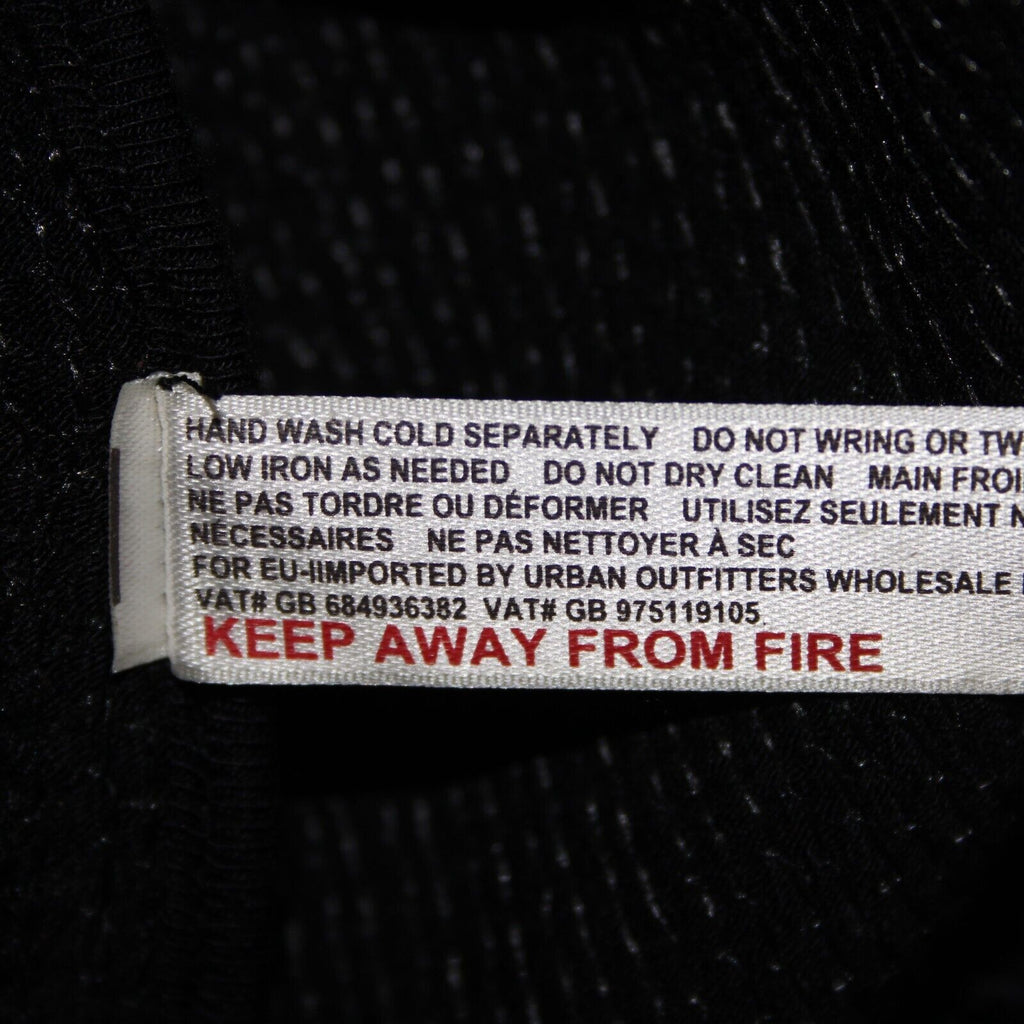 HAND WASH COLD SEPARATELY DO NOT WRING OR TW
LOW IRON AS NEEDED DO NOT DRY CLEAN MAIN FROI
NE PAS TORDRE OU DÉFORMER UTILISEZ SEULEMENT N
NÉCESSAIRES NE PAS NETTOYER À SEC
FOR EU-IIMPORTED BY URBAN OUTFITTERS WHOLESALE
VAT# GB 684936382 VAT# GB 975119105
KEEP AWAY FROM FIRE